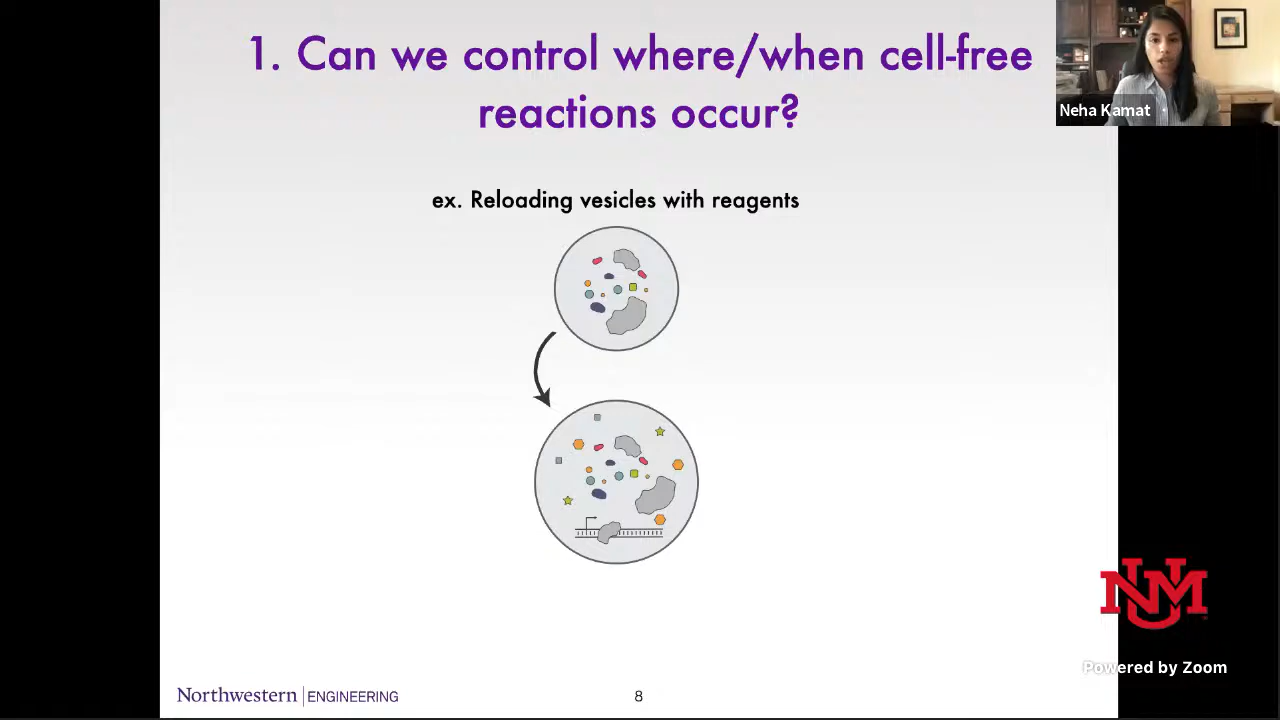 1. Can we control where/when cell-free
reactions occur?
Neha Kamat
ex. Reloading vesicles with reagents
UNM
Powered by Zoom
Northwestern | ENGINEERING
8